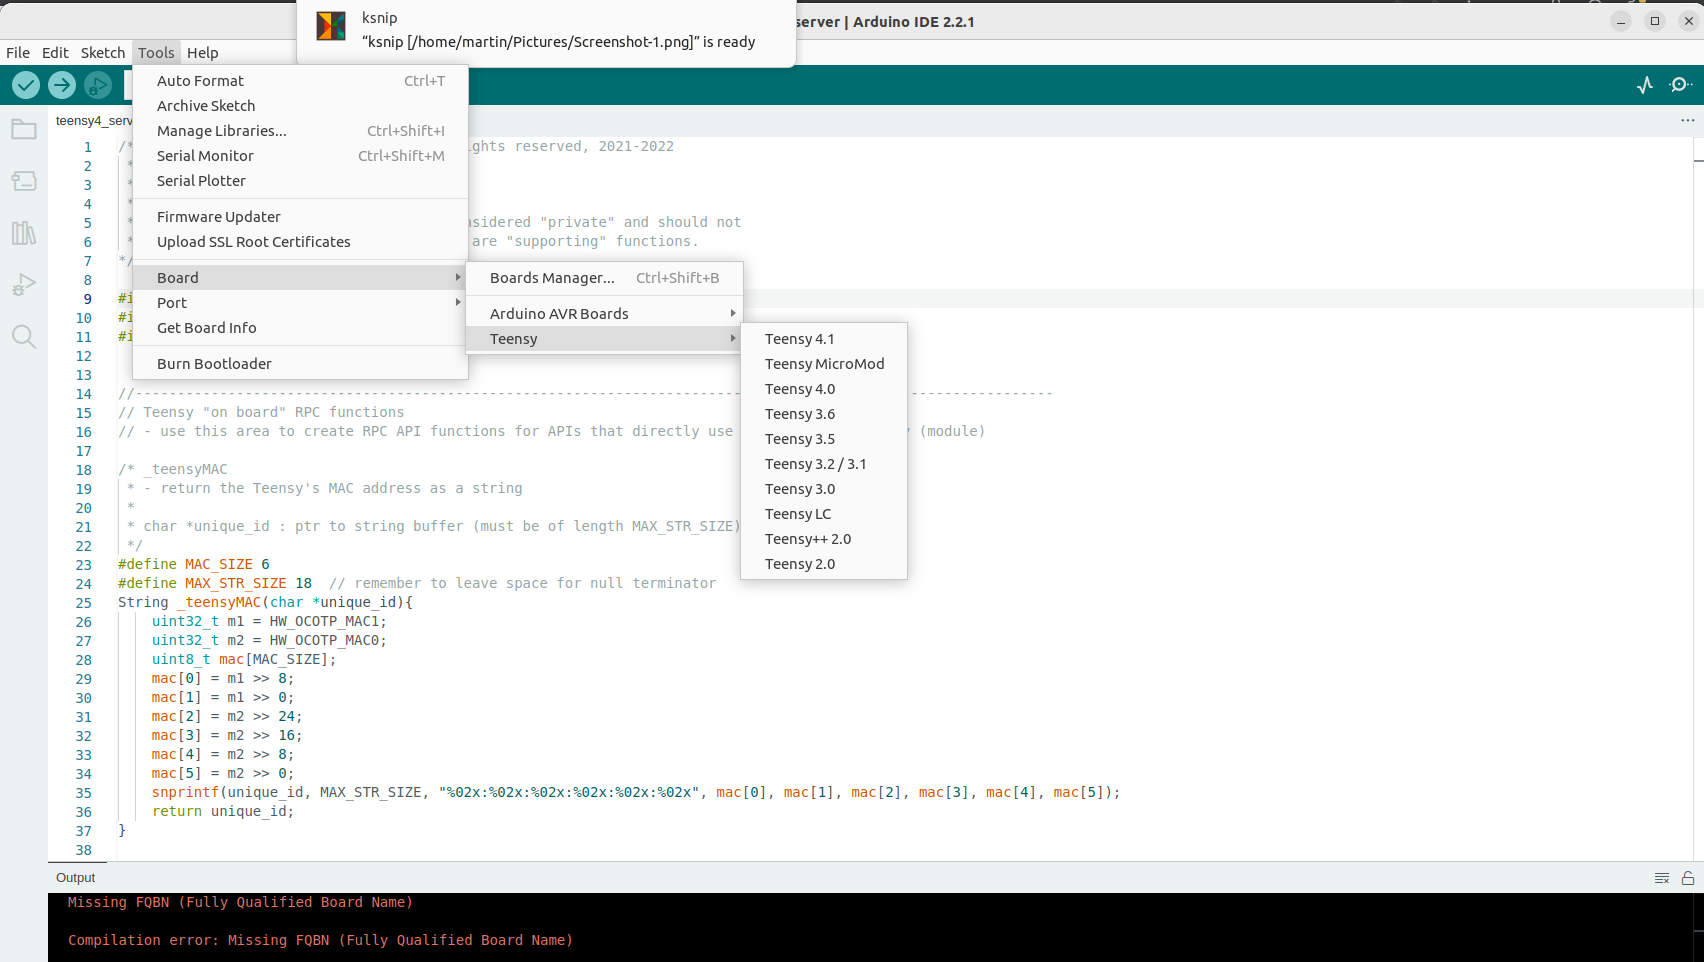 ksnip
“ksnip [/home/martin/Pictures/Screenshot-1.png]” is ready
server | Arduino IDE 2.2.1
File Edit Sketch Tools Help
Auto Format Ctrl+T
Archive Sketch
Manage Libraries... Ctrl+Shift+I
Serial Monitor Ctrl+Shift+M
Serial Plotter
Firmware Updater
Upload SSL Root Certificates
Board
Port
Get Board Info
Burn Bootloader
Boards Manager... Ctrl+Shift+B
Arduino AVR Boards
Teensy
Teensy 4.1
Teensy MicroMod
Teensy 4.0
Teensy 3.6
Teensy 3.5
Teensy 3.2 / 3.1
Teensy 3.0
Teensy LC
Teensy++ 2.0
Teensy 2.0
teensy4_serv
1 /* ghts reserved, 2021-2022
2 *
3 *
4 *
5 * nsidered "private" and should not
6 * are "supporting" functions.
7 */
8
9 #i
10 #i
11 #i
12
13
14 //------------------------------------------------------------------------- -----------------
15 // Teensy "on board" RPC functions
16 // - use this area to create RPC API functions for APIs that directly use (module)
17
18 /* _teensyMAC
19 * - return the Teensy's MAC address as a string
20 *
21 * char *unique_id : ptr to string buffer (must be of length MAX_STR_SIZE)
22 */
23 #define MAC_SIZE 6
24 #define MAX_STR_SIZE 18 // remember to leave space for null terminator
25 String _teensyMAC(char *unique_id){
26 uint32_t m1 = HW_OCOTP_MAC1;
27 uint32_t m2 = HW_OCOTP_MAC0;
28 uint8_t mac[MAC_SIZE];
29 mac[0] = m1 >> 8;
30 mac[1] = m1 >> 0;
31 mac[2] = m2 >> 24;
32 mac[3] = m2 >> 16;
33 mac[4] = m2 >> 8;
34 mac[5] = m2 >> 0;
35 snprintf(unique_id, MAX_STR_SIZE, "%02x:%02x:%02x:%02x:%02x:%02x", mac[0], mac[1], mac[2], mac[3], mac[4], mac[5]);
36 return unique_id;
37 }
38
Output
Missing FQBN (Fully Qualified Board Name)
Compilation error: Missing FQBN (Fully Qualified Board Name)